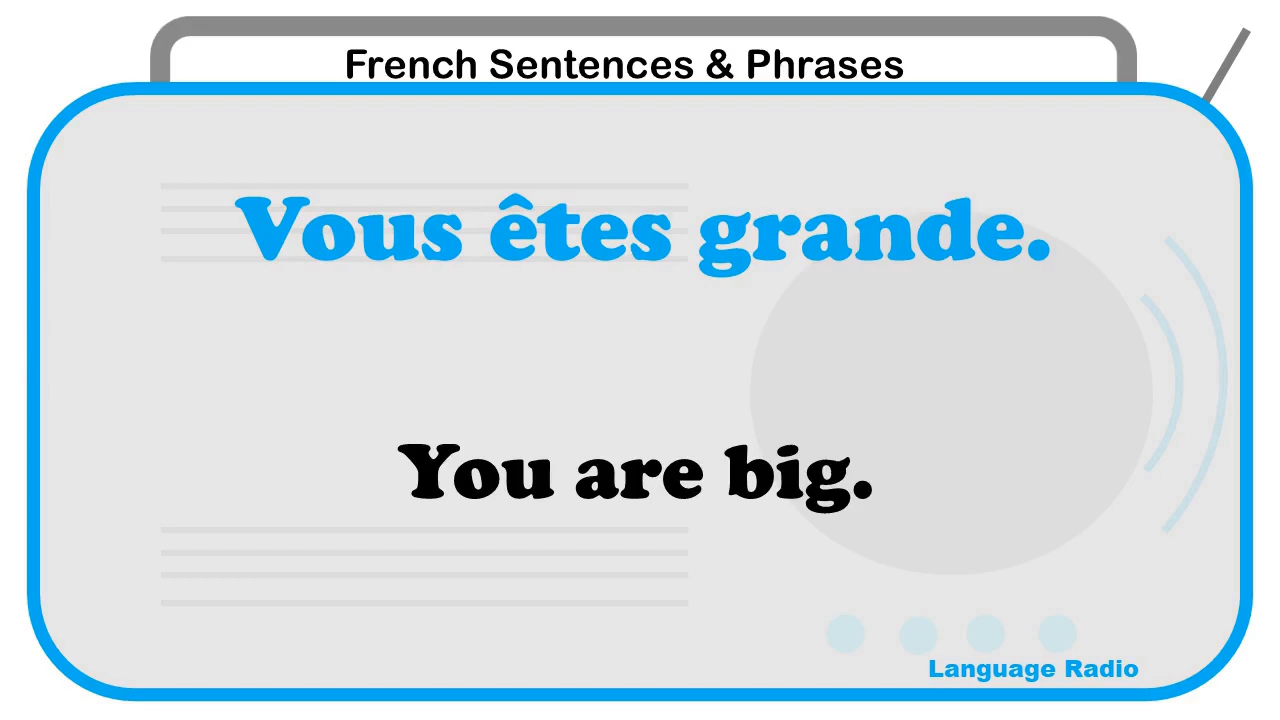 French Sentences & Phrases
Vous êtes grande.
You are big.
Language Radio